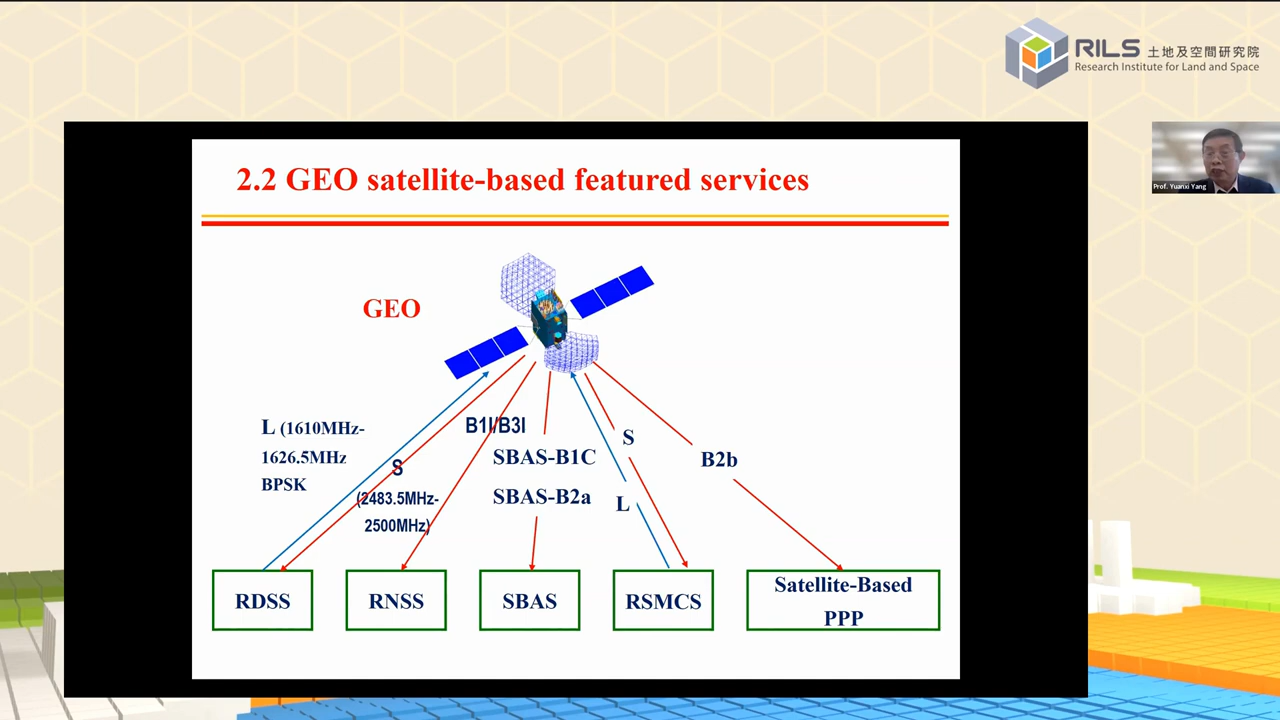 RILS 土地及空間研究院
Research Institute for Land and Space
Prof. Yuanxi Yang
2.2 GEO satellite-based featured services
GEO
L (1610MHz-
1626.5MHz
BPSK
S
(2483.5MHz-
2500MHz)
B1I/B3I
SBAS-B1C
SBAS-B2a
S
L
B2b
RDSS
RNSS
SBAS
RSMCS
Satellite-Based
PPP